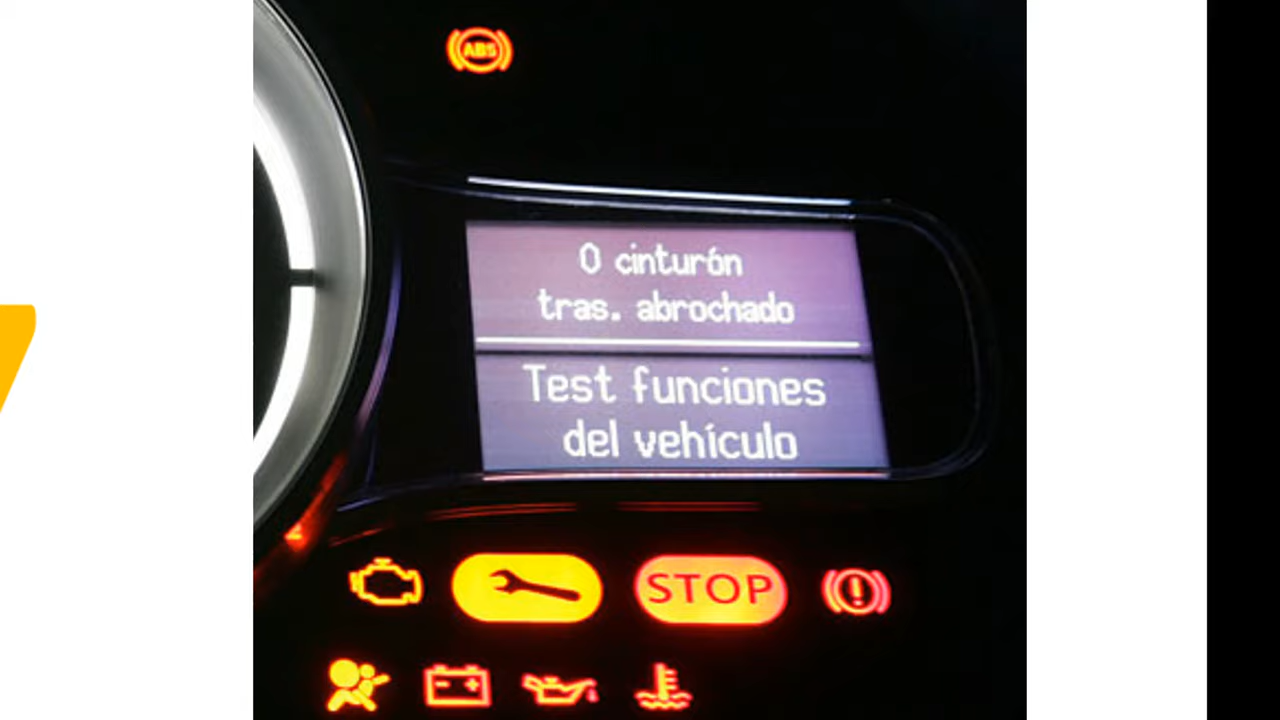 ABS
0 cinturón
tras. abrochado
Test funciones
del vehículo
STOP